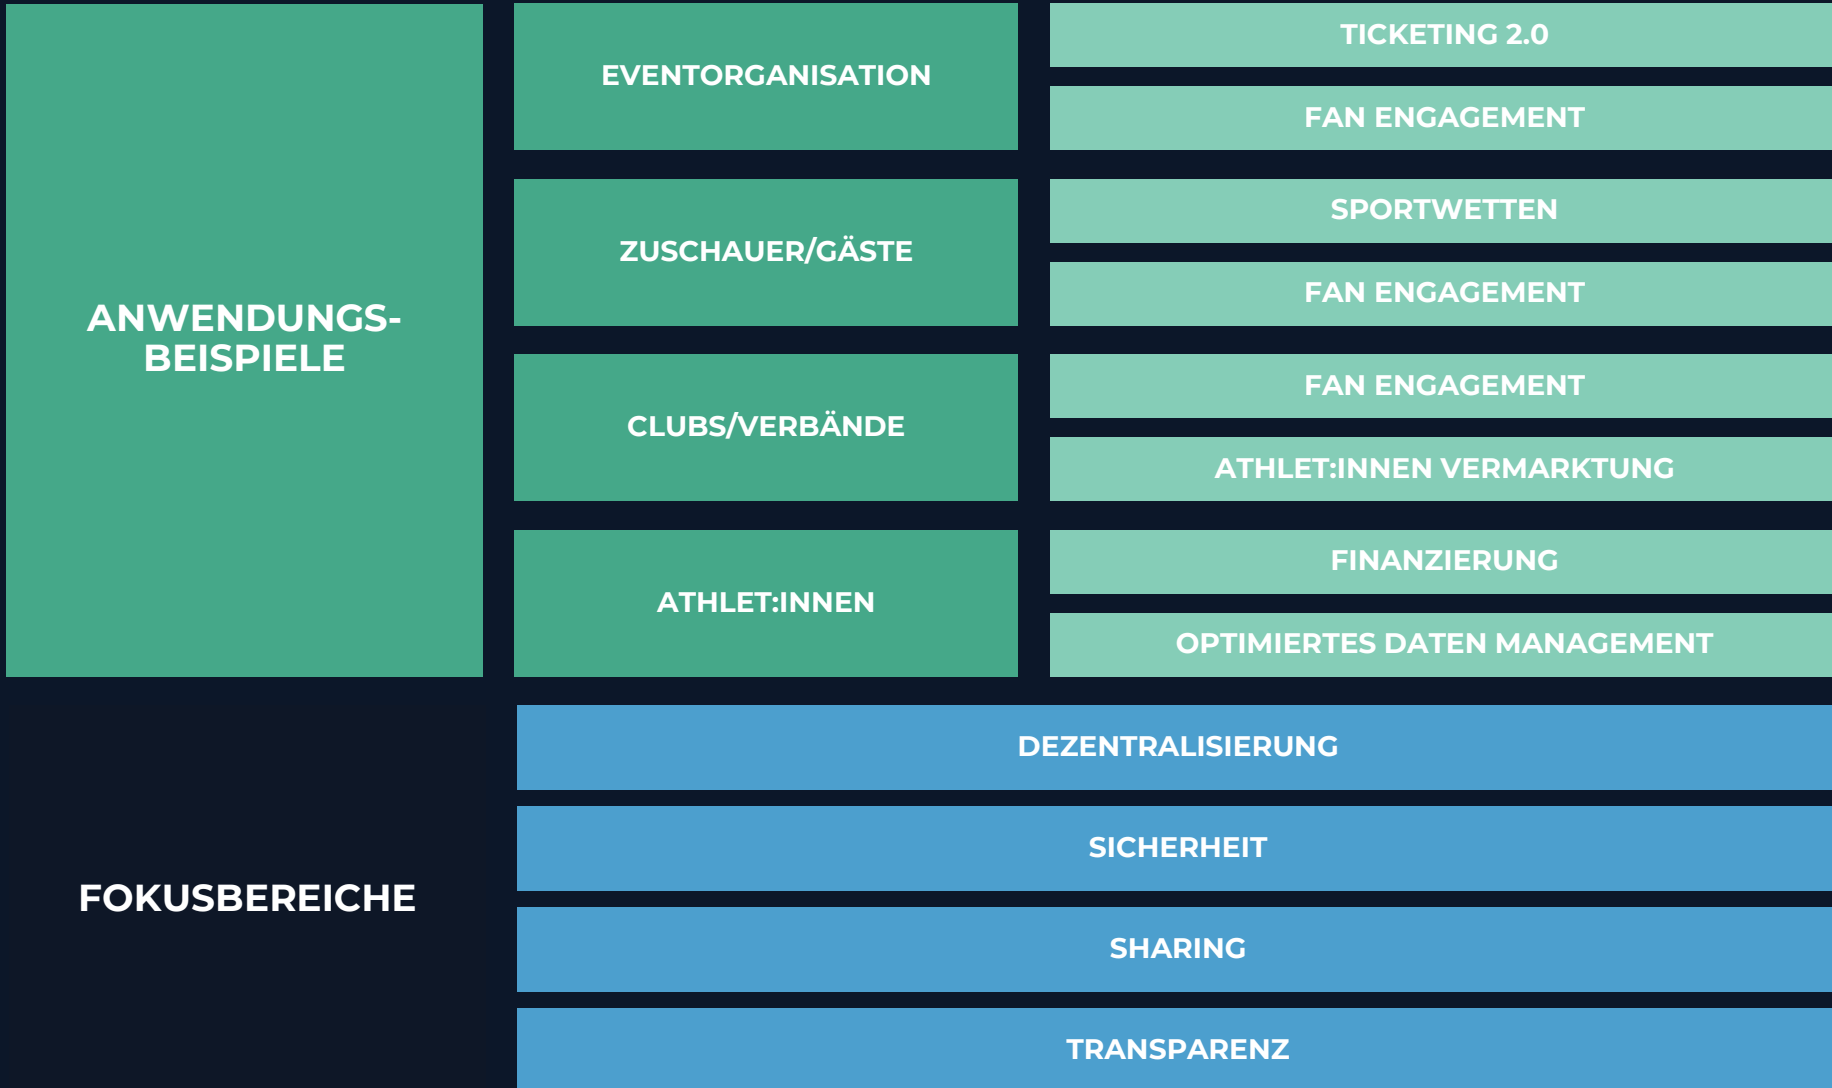 ANWENDUNGS-
BEISPIELE
EVENTORGANISATION
TICKETING 2.0
FAN ENGAGEMENT
ZUSCHAUER/GÄSTE
SPORTWETTEN
FAN ENGAGEMENT
CLUBS/VERBÄNDE
FAN ENGAGEMENT
ATHLET:INNEN VERMARKTUNG
ATHLET:INNEN
FINANZIERUNG
OPTIMIERTES DATEN MANAGEMENT
FOKUSBEREICHE
DEZENTRALISIERUNG
SICHERHEIT
SHARING
TRANSPARENZ